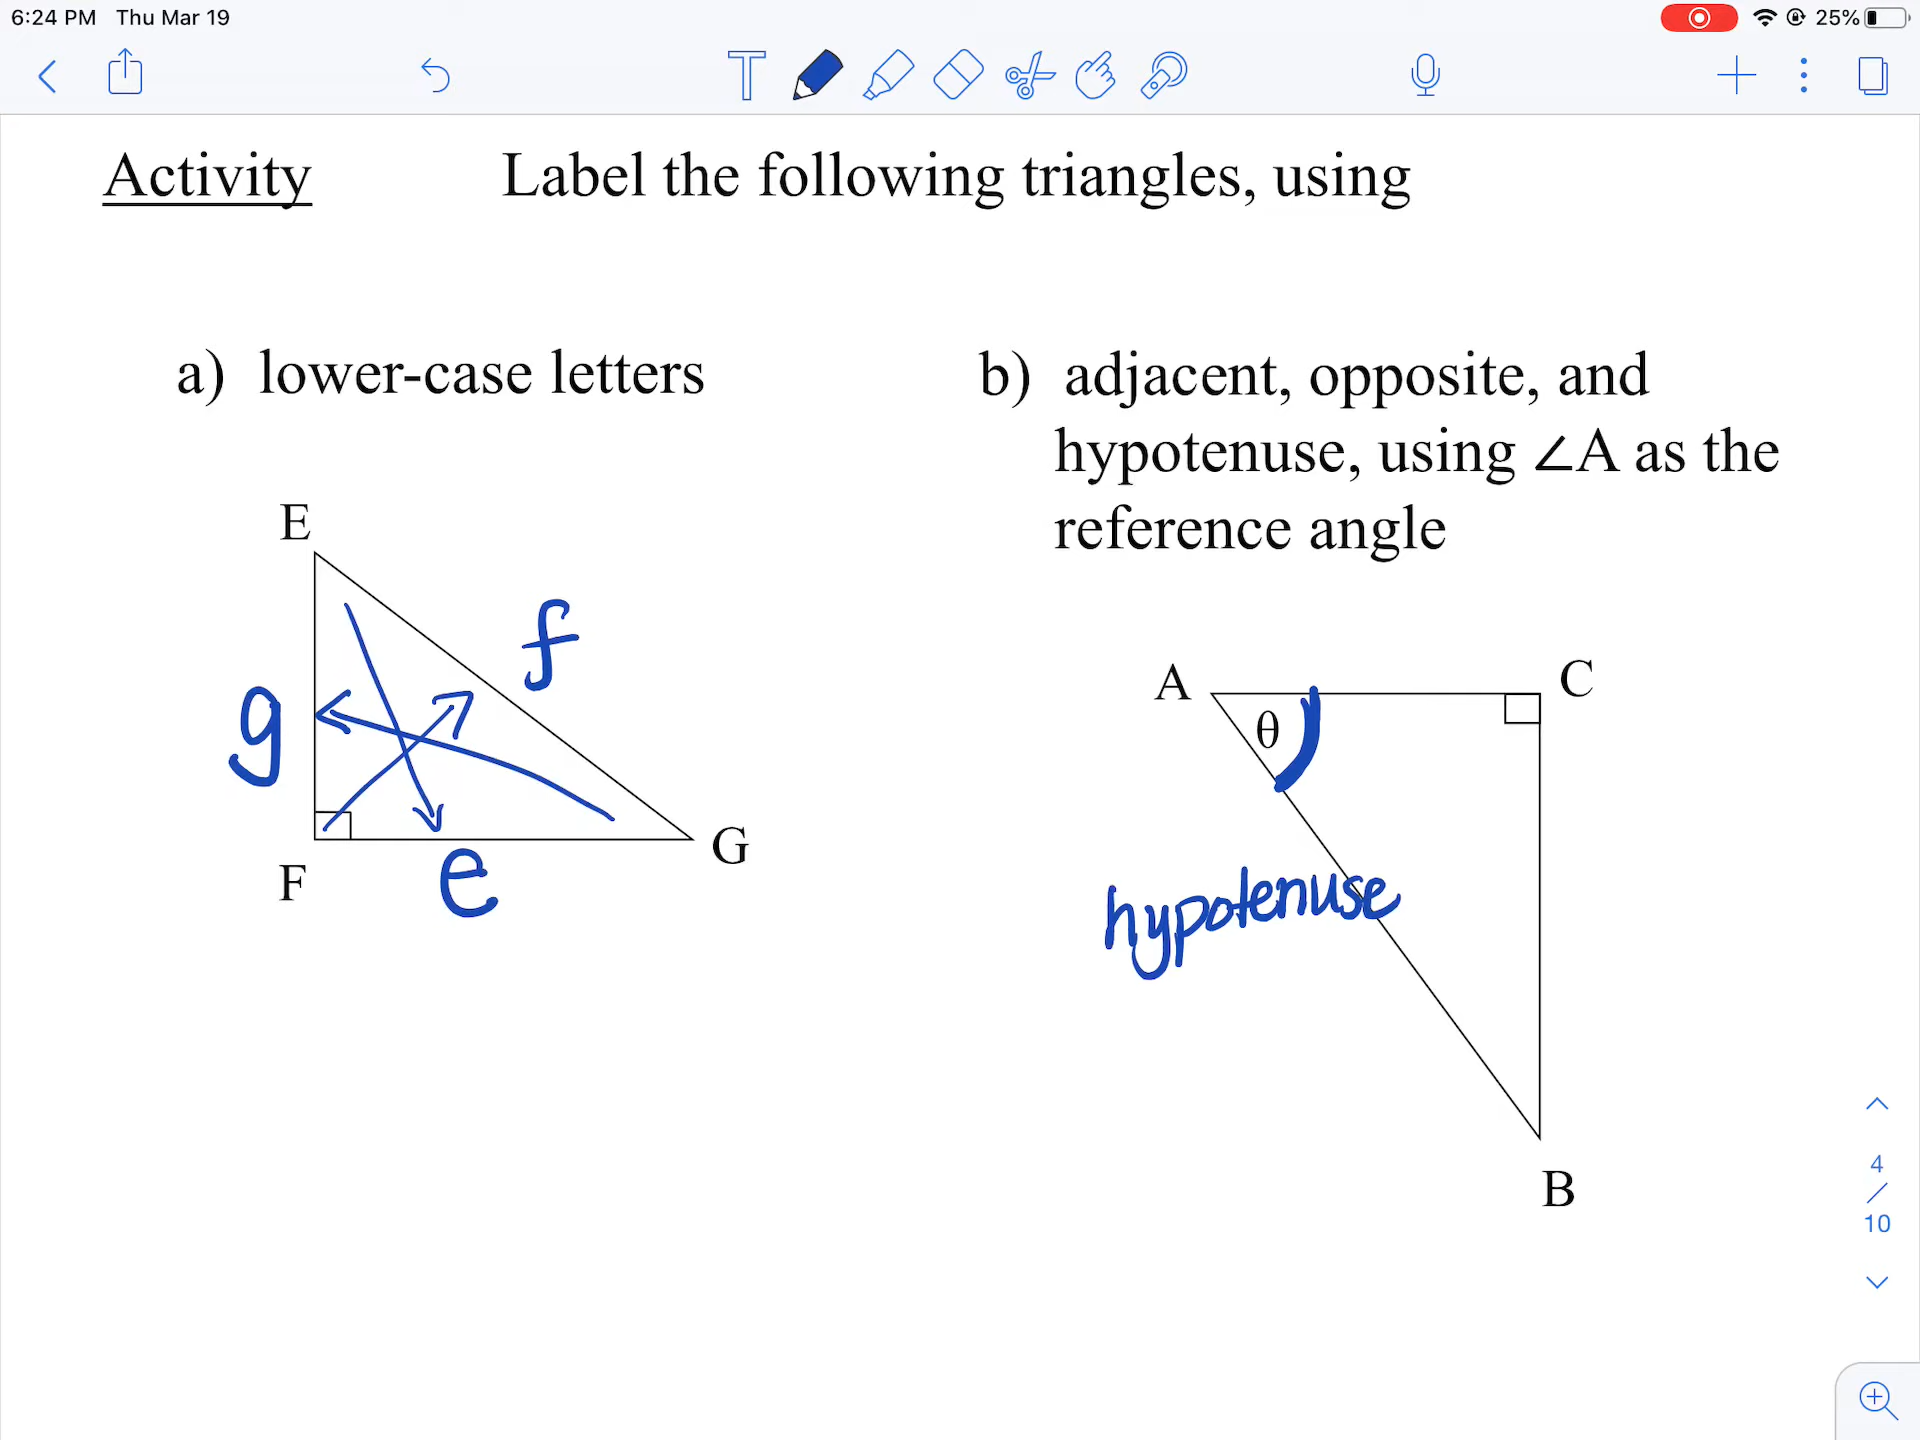 6:24 PM Thu Mar 19
25%
T
Activity Label the following triangles, using
a) lower-case letters
b) adjacent, opposite, and
hypotenuse, using ∠A as the
reference angle
E
f
g
F
e
G
A
C
θ
hypotenuse
B
4
/
10